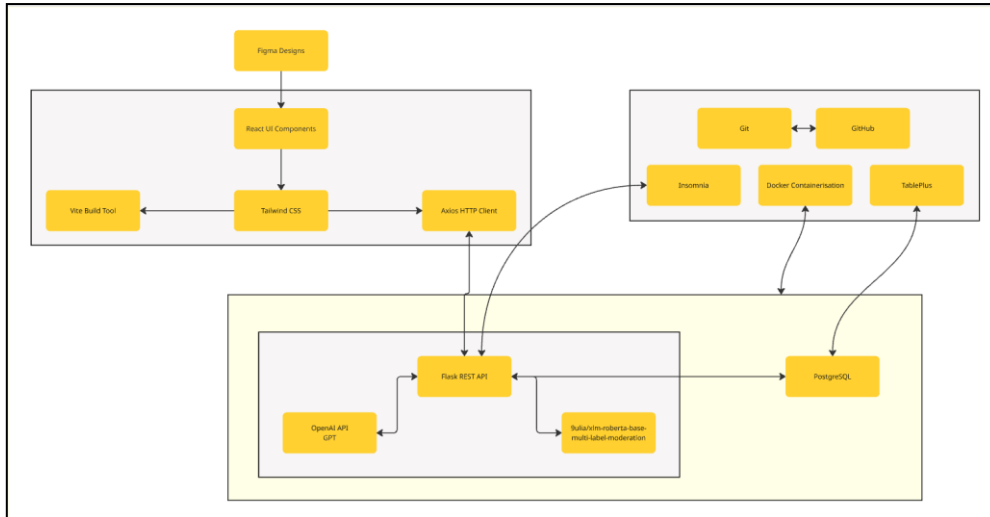 Figma Designs
React UI Components
Git
GitHub
Insomnia
Docker Containerisation
TablePlus
Vite Build Tool
Tailwind CSS
Axios HTTP Client
Flask REST API
PostgreSQL
OpenAI API
GPT
9ulia/xlm-roberta-base-
multi-label-moderation